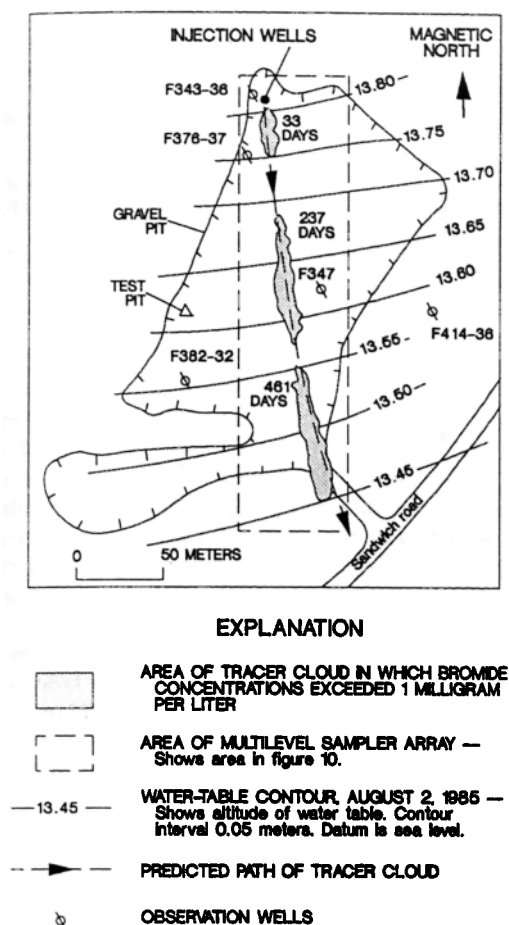 INJECTION WELLS
MAGNETIC
NORTH
F343-36
13.80
33
DAYS
F376-37
13.75
13.70
GRAVEL
PIT
237
DAYS
13.65
F347
TEST
PIT
13.60
F414-36
F382-32
13.55
461
DAYS
13.50
13.45
Sandwich road
0 50 METERS
EXPLANATION
AREA OF TRACER CLOUD IN WHICH BROMIDE
CONCENTRATIONS EXCEEDED 1 MILLIGRAM
PER LITER
AREA OF MULTILEVEL SAMPLER ARRAY —
Shows area in figure 10.
—13.45— WATER-TABLE CONTOUR, AUGUST 2, 1985 —
Shows altitude of water table. Contour
interval 0.05 meters. Datum is sea level.
PREDICTED PATH OF TRACER CLOUD
OBSERVATION WELLS